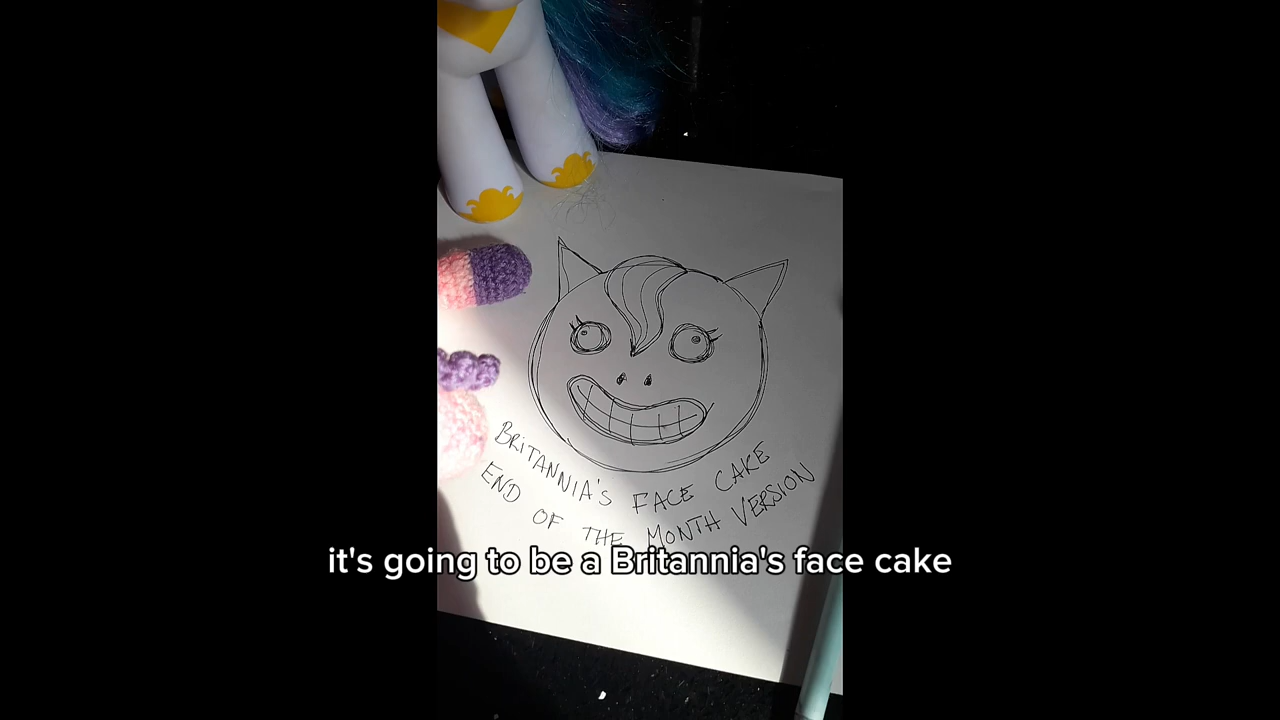 BRiTANNIA'S FACE CAKE
END OF THE MONTH VERSION
it's going to be a Britannia's face cake